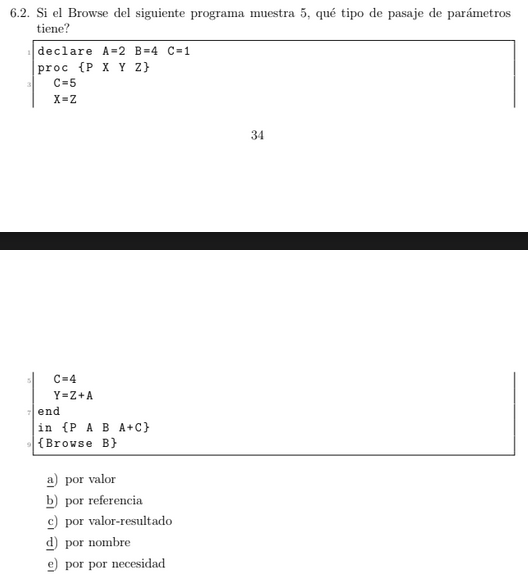 6.2. Si el Browse del siguiente programa muestra 5, qué tipo de pasaje de parámetros
tiene?
1 declare A=2 B=4 C=1
proc {P X Y Z}
3 C=5
X=Z
34
5 C=4
Y=Z+A
7 end
in {P A B A+C}
9 {Browse B}
a) por valor
b) por referencia
c) por valor-resultado
d) por nombre
e) por por necesidad